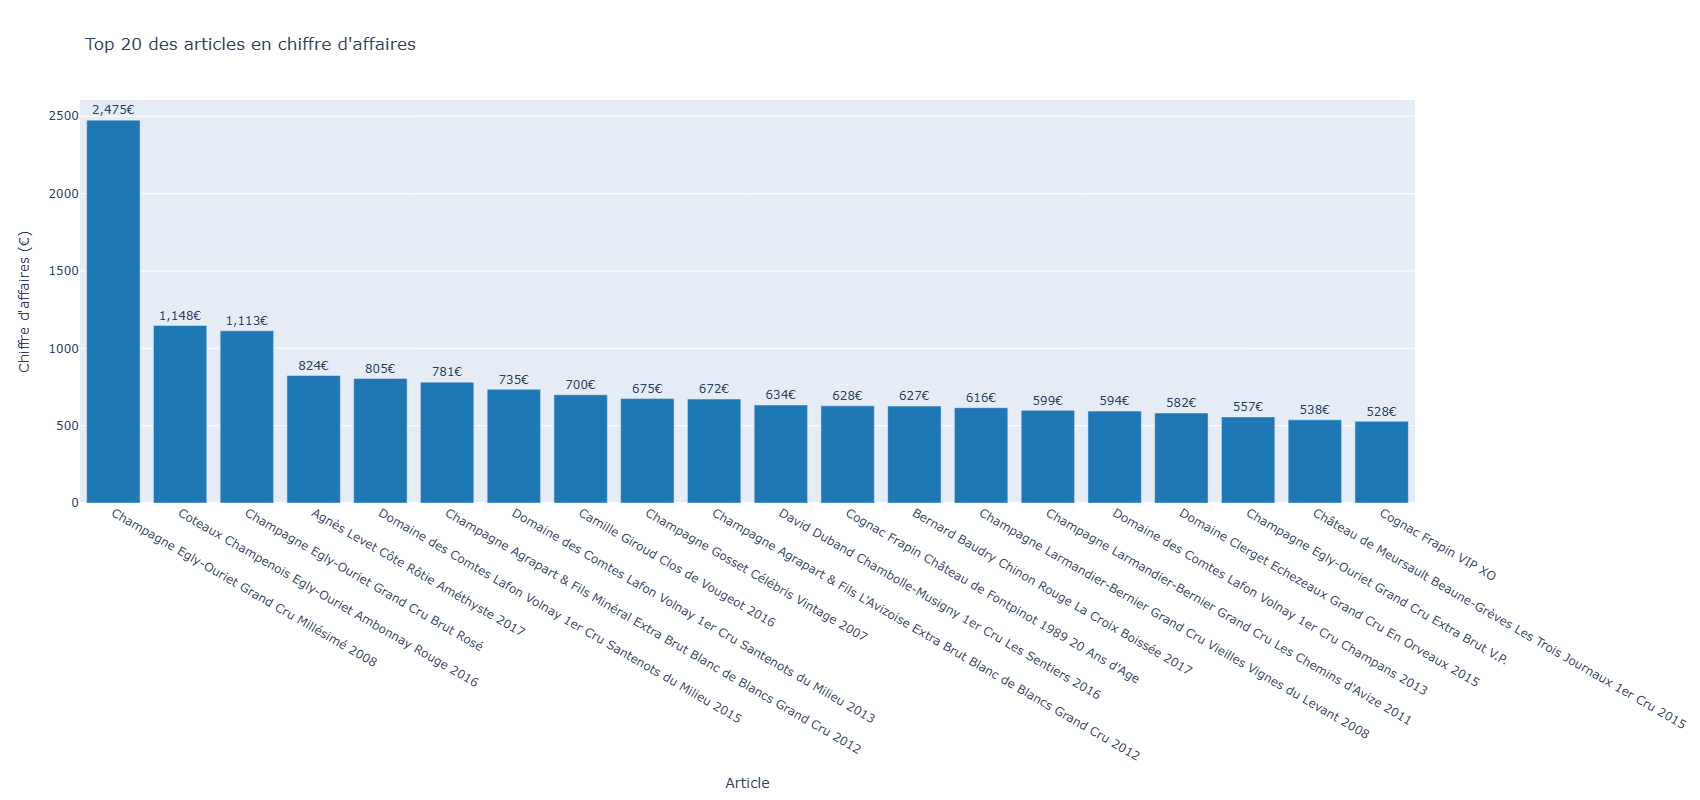 Top 20 des articles en chiffre d'affaires
Chiffre d'affaires (€)
2500
2000
1500
1000
500
0
2,475€
1,148€
1,113€
824€
805€
781€
735€
700€
675€
672€
634€
628€
627€
616€
599€
594€
582€
557€
538€
528€
Champagne Egly-Ouriet Grand Cru Millésimé 2008
Coteaux Champenois Egly-Ouriet Ambonnay Rouge 2016
Champagne Egly-Ouriet Grand Cru Brut Rosé
Agnès Levet Côte Rôtie Améthyste 2017
Domaine des Comtes Lafon Volnay 1er Cru Santenots du Milieu 2015
Champagne Agrapart & Fils Minéral Extra Brut Blanc de Blancs Grand Cru 2012
Domaine des Comtes Lafon Volnay 1er Cru Santenots du Milieu 2013
Camille Giroud Clos de Vougeot 2016
Champagne Gosset Célébris Vintage 2007
Champagne Agrapart & Fils L'Avizoise Extra Brut Blanc de Blancs Grand Cru 2012
David Duband Chambolle-Musigny 1er Cru Les Sentiers 2016
Cognac Frapin Château de Fontpinot 1989 20 Ans d'Age
Bernard Baudry Chinon Rouge La Croix Boissée 2017
Champagne Larmandier-Bernier Grand Cru Vieilles Vignes du Levant 2008
Champagne Larmandier-Bernier Grand Cru Les Chemins d'Avize 2011
Domaine des Comtes Lafon Volnay 1er Cru Champans 2013
Domaine Clerget Echezeaux Grand Cru En Orveaux 2015
Champagne Egly-Ouriet Grand Cru Extra Brut V.P.
Château de Meursault Beaune-Grèves Les Trois Journaux 1er Cru 2015
Cognac Frapin VIP XO
Article